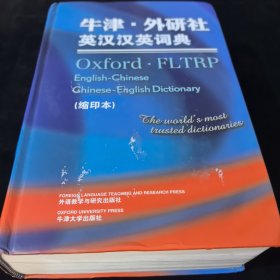 牛津·外研社
英汉汉英词典
Oxford · FLTRP
English-Chinese
Chinese-English Dictionary
(缩印本)
The world's most
trusted dictionaries
FOREIGN LANGUAGE TEACHING AND RESEARCH PRESS
外语教学与研究出版社
OXFORD UNIVERSITY PRESS
牛津大学出版社